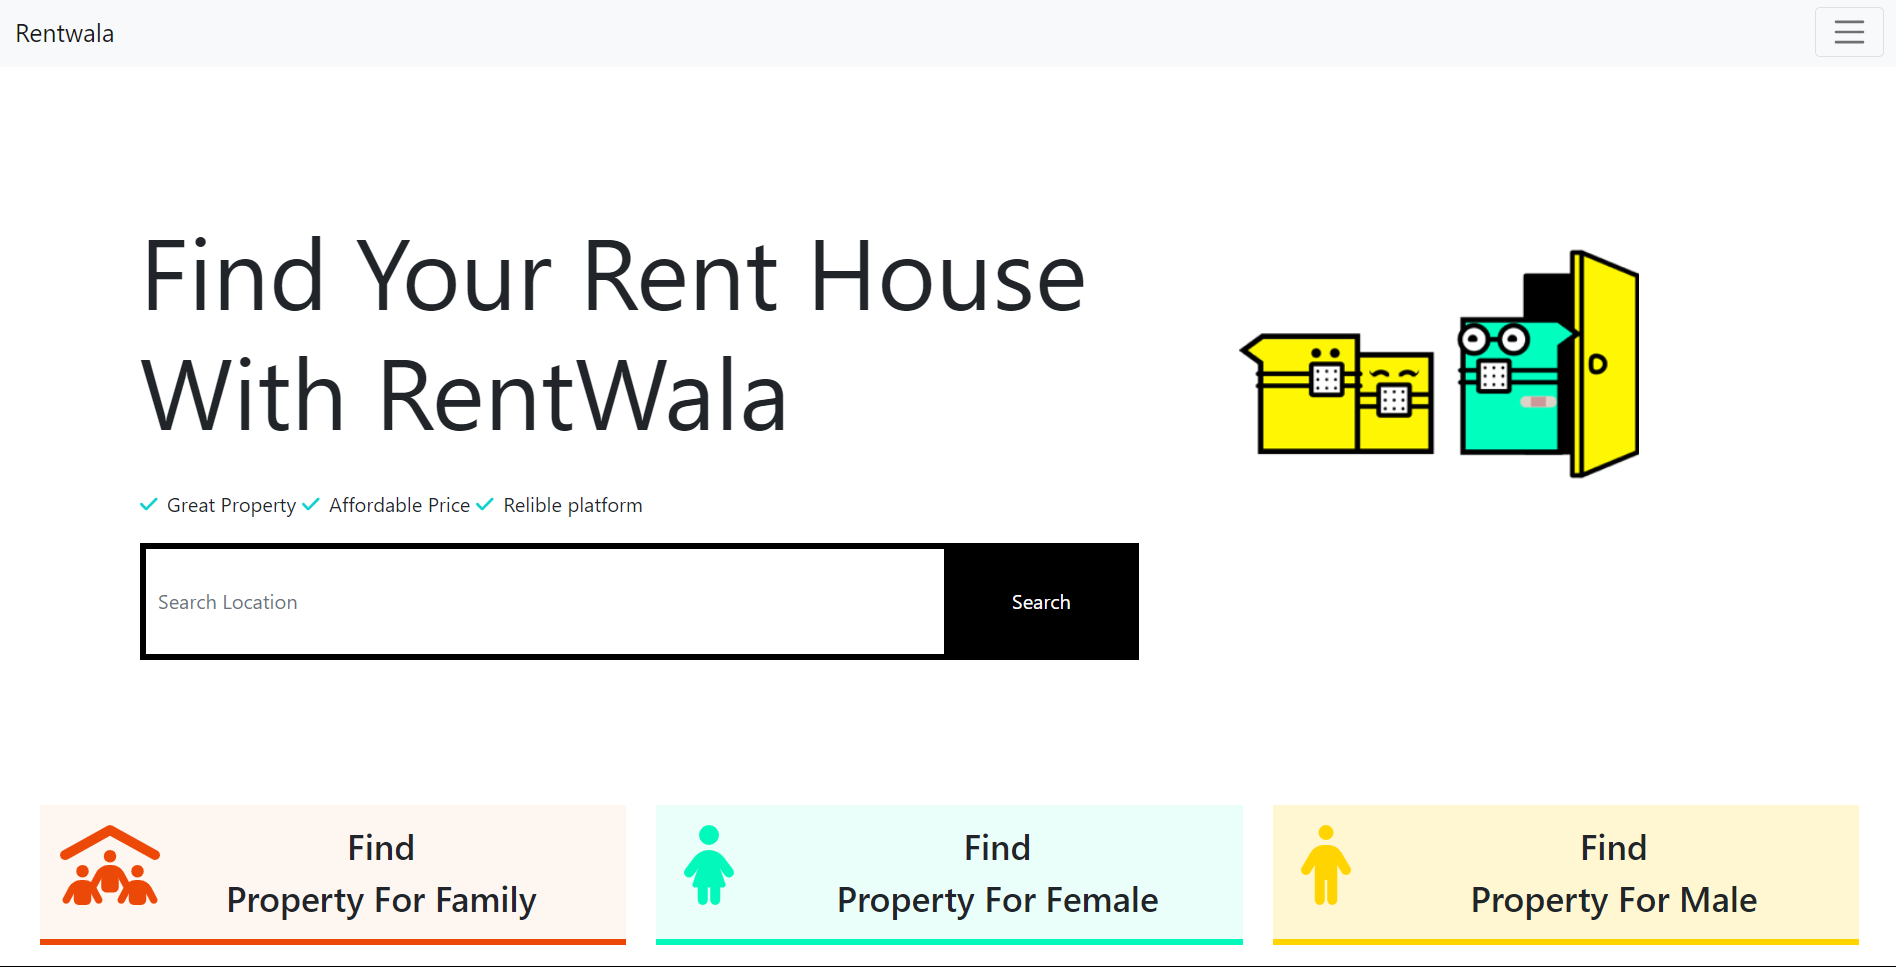 Rentwala
Find Your Rent House
With RentWala
Great Property Affordable Price Relible platform
Search Location
Search
Find
Property For Family
Find
Property For Female
Find
Property For Male